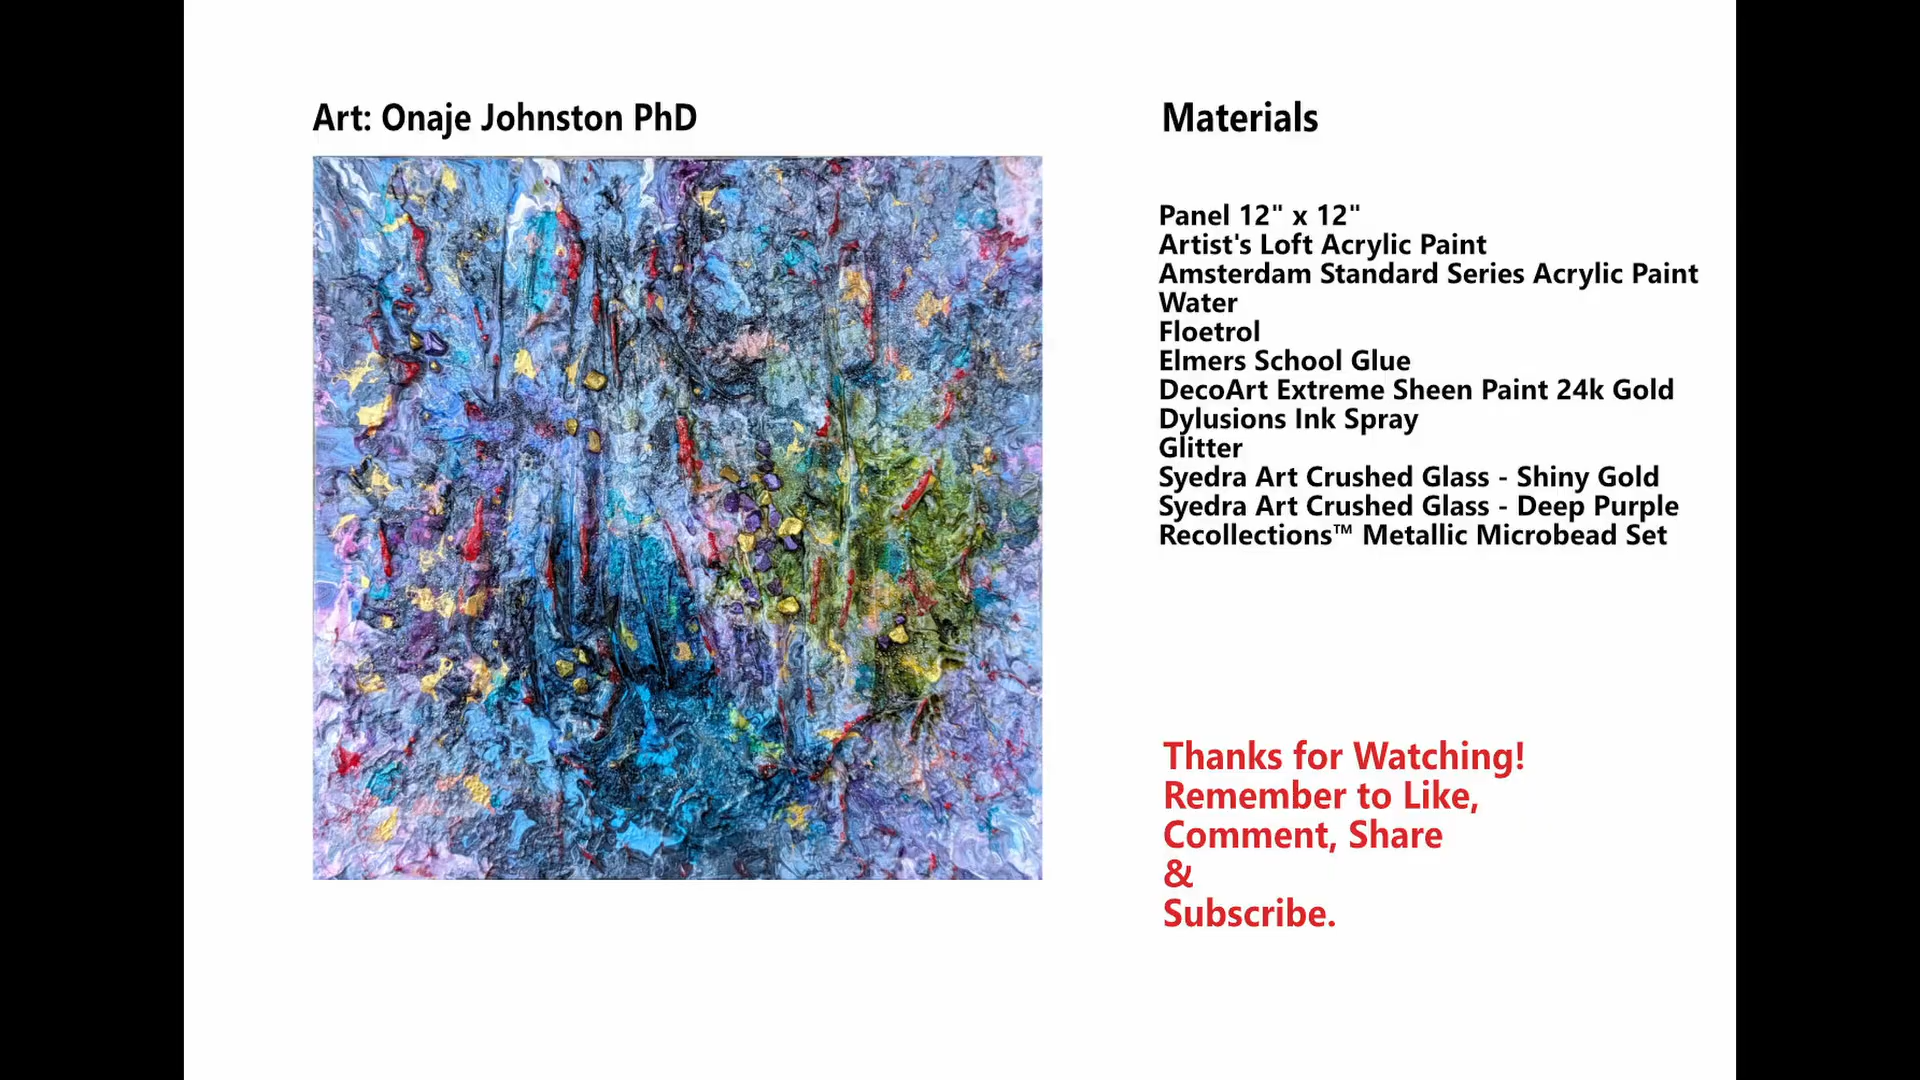 Art: Onaje Johnston PhD
Materials
Panel 12" x 12"
Artist's Loft Acrylic Paint
Amsterdam Standard Series Acrylic Paint
Water
Floetrol
Elmers School Glue
DecoArt Extreme Sheen Paint 24k Gold
Dylusions Ink Spray
Glitter
Syedra Art Crushed Glass - Shiny Gold
Syedra Art Crushed Glass - Deep Purple
Recollections™ Metallic Microbead Set
Thanks for Watching!
Remember to Like,
Comment, Share
&
Subscribe.